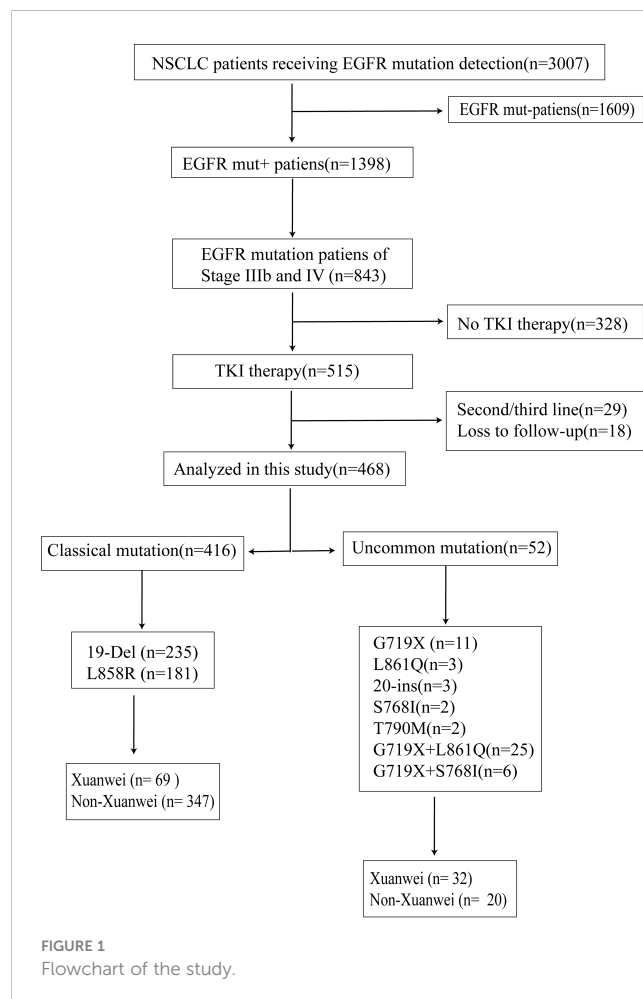 NSCLC patients receiving EGFR mutation detection(n=3007)
EGFR mut-patiens(n=1609)
EGFR mut+ patiens(n=1398)
EGFR mutation patiens of
Stage IIIb and IV (n=843)
No TKI therapy(n=328)
TKI therapy(n=515)
Second/third line(n=29)
Loss to follow-up(n=18)
Analyzed in this study(n=468)
Classical mutation(n=416)
Uncommon mutation(n=52)
19-Del (n=235)
L858R (n=181)
G719X (n=11)
L861Q(n=3)
20-ins(n=3)
S768I(n=2)
T790M(n=2)
G719X+L861Q(n=25)
G719X+S768I(n=6)
Xuanwei (n= 69 )
Non-Xuanwei (n= 347)
Xuanwei (n= 32)
Non-Xuanwei (n=  20)
FIGURE 1
Flowchart of the study.